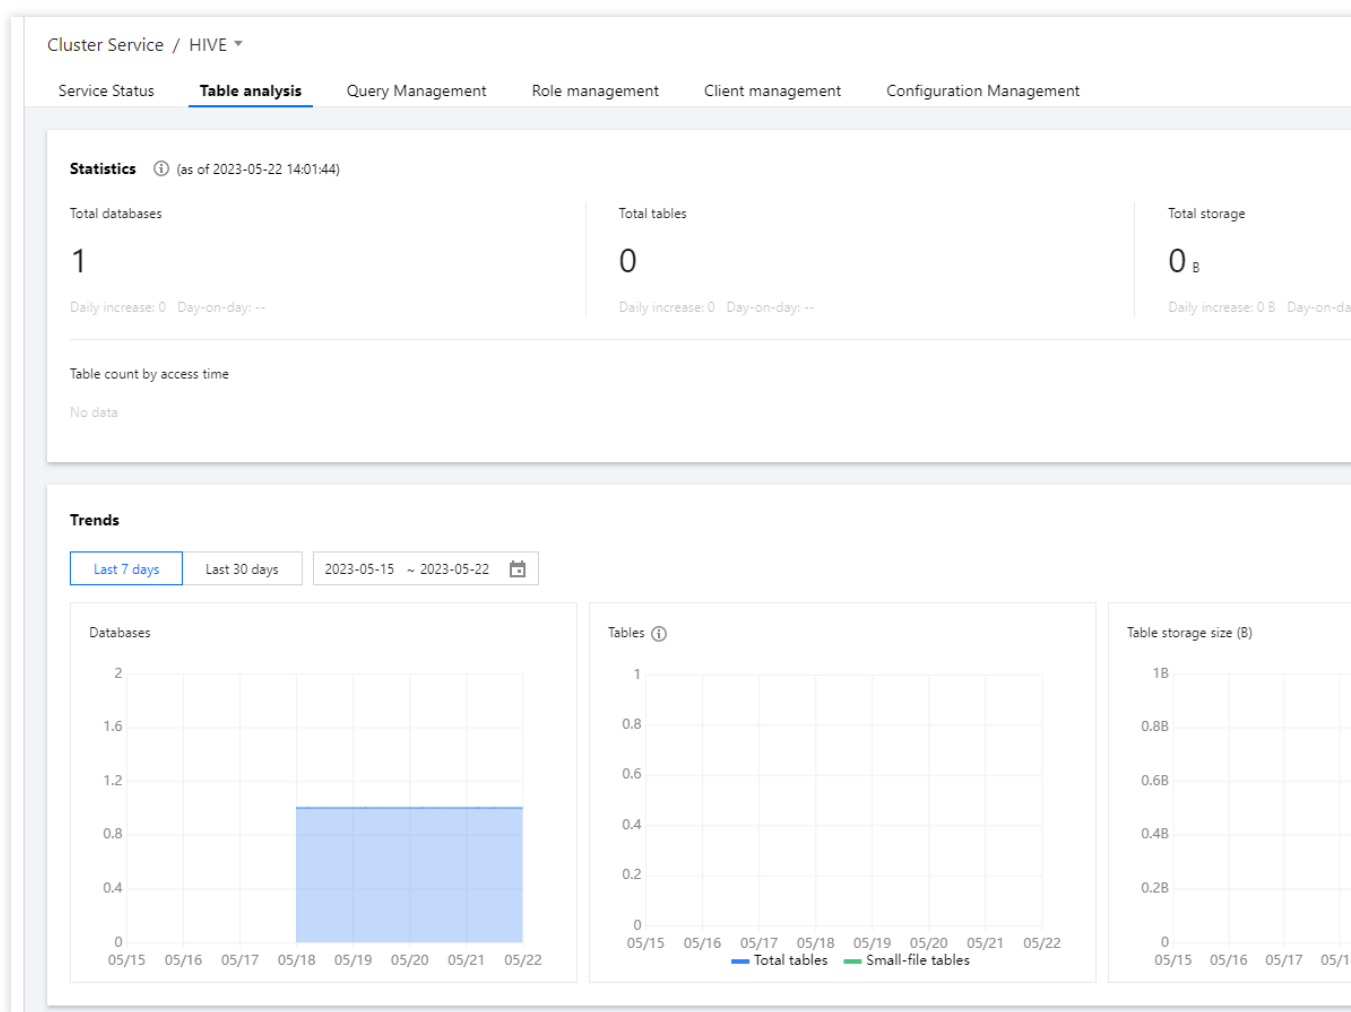 Cluster Service / HIVE
Service Status Table analysis Query Management Role management Client management Configuration Management
Statistics (as of 2023-05-22 14:01:44)
Total databases Total tables Total storage
1 0 0 B
Daily increase: 0 Day-on-day: -- Daily increase: 0 Day-on-day: -- Daily increase: 0 B Day-on-da
Table count by access time
No data
Trends
Last 7 days Last 30 days 2023-05-15 ~ 2023-05-22
Databases
2
1.6
1.2
0.8
0.4
0
05/15 05/16 05/17 05/18 05/19 05/20 05/21 05/22
Tables
1
0.8
0.6
0.4
0.2
0
05/15 05/16 05/17 05/18 05/19 05/20 05/21 05/22
Total tables Small-file tables
Table storage size (B)
1B
0.8B
0.6B
0.4B
0.2B
0
05/15 05/16 05/17 05/1